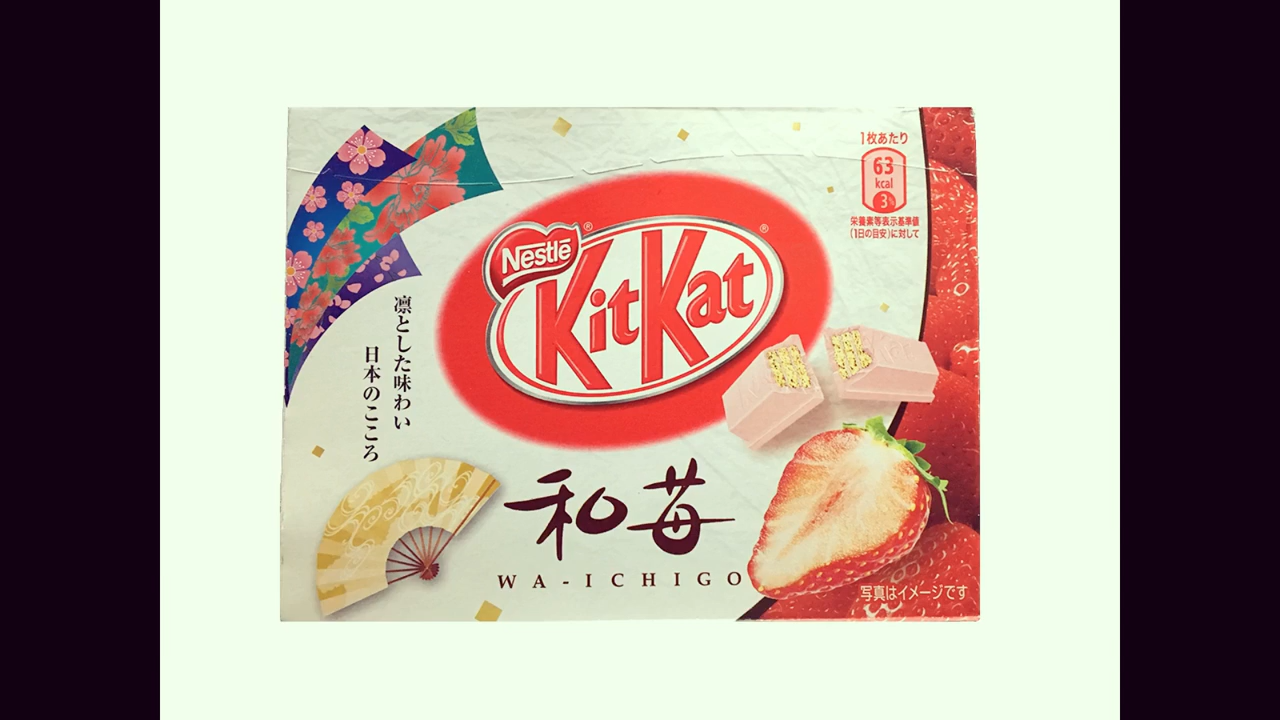 1枚あたり
63
kcal
3%
栄養素等表示基準値
(1日の目安)に対して
Nestlé®
KitKat®
凛とした味わい
日本のこころ
和苺
WA-ICHIGO
写真はイメージです